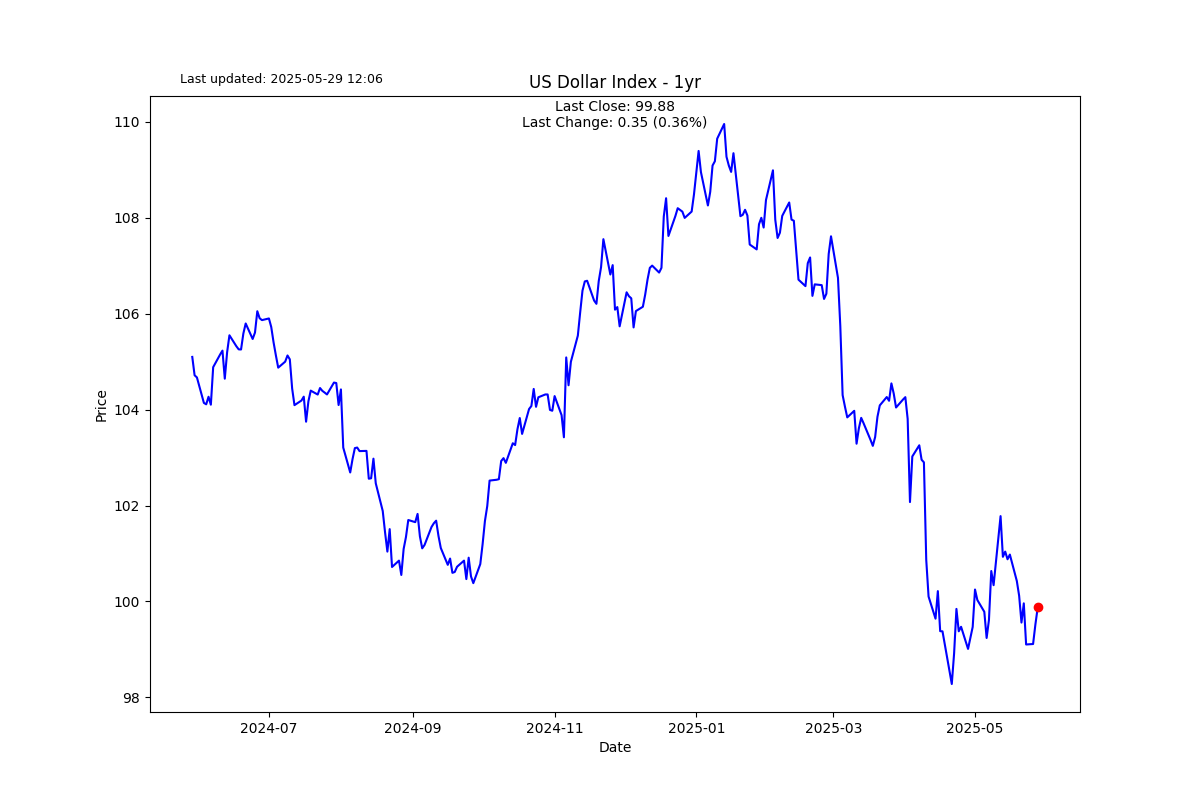 Last updated: 2025-05-29 12:06
US Dollar Index - 1yr
Last Close: 99.88
Last Change: 0.35 (0.36%)
110
108
106
104
102
100
98
Price
2024-07
2024-09
2024-11
2025-01
2025-03
2025-05
Date